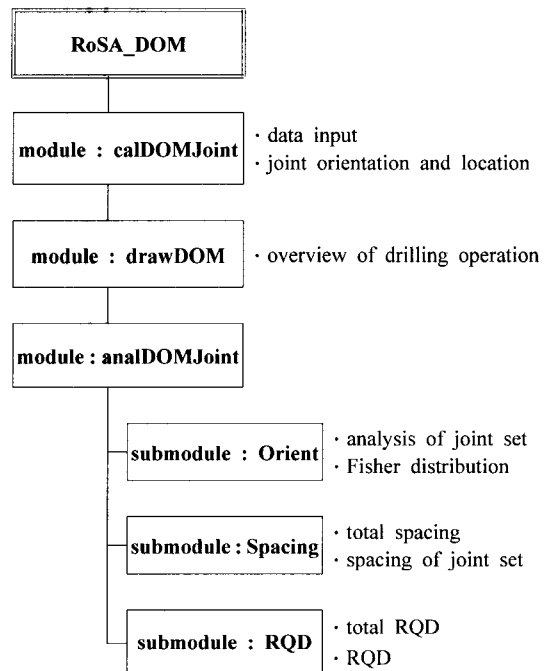 RoSA_DOM
module : calDOMJoint
· data input
· joint orientation and location
module : drawDOM
· overview of drilling operation
module : analDOMJoint
submodule : Orient
· analysis of joint set
· Fisher distribution
submodule : Spacing
· total spacing
· spacing of joint set
submodule : RQD
· total RQD
· RQD